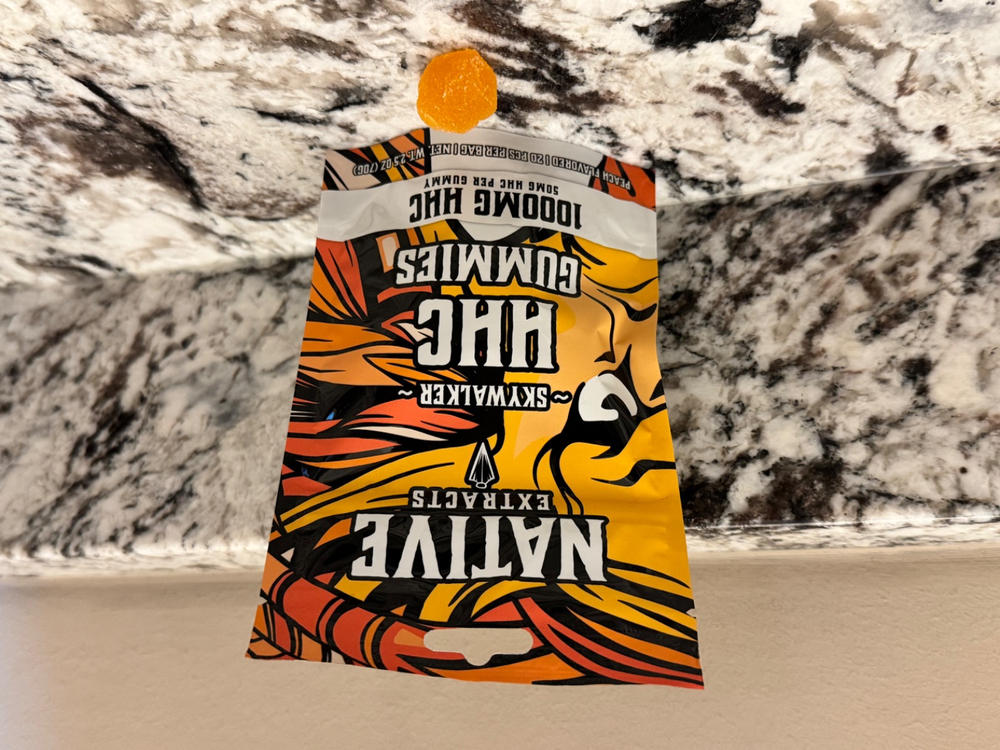 NATIVE
EXTRACTS
~SKYWALKER~
HHC
GUMMIES
1000MG HHC
50MG HHC PER GUMMY
PEACH FLAVORED | 20 PCS PER BAG | NET. WT. 2.5 OZ (70G)